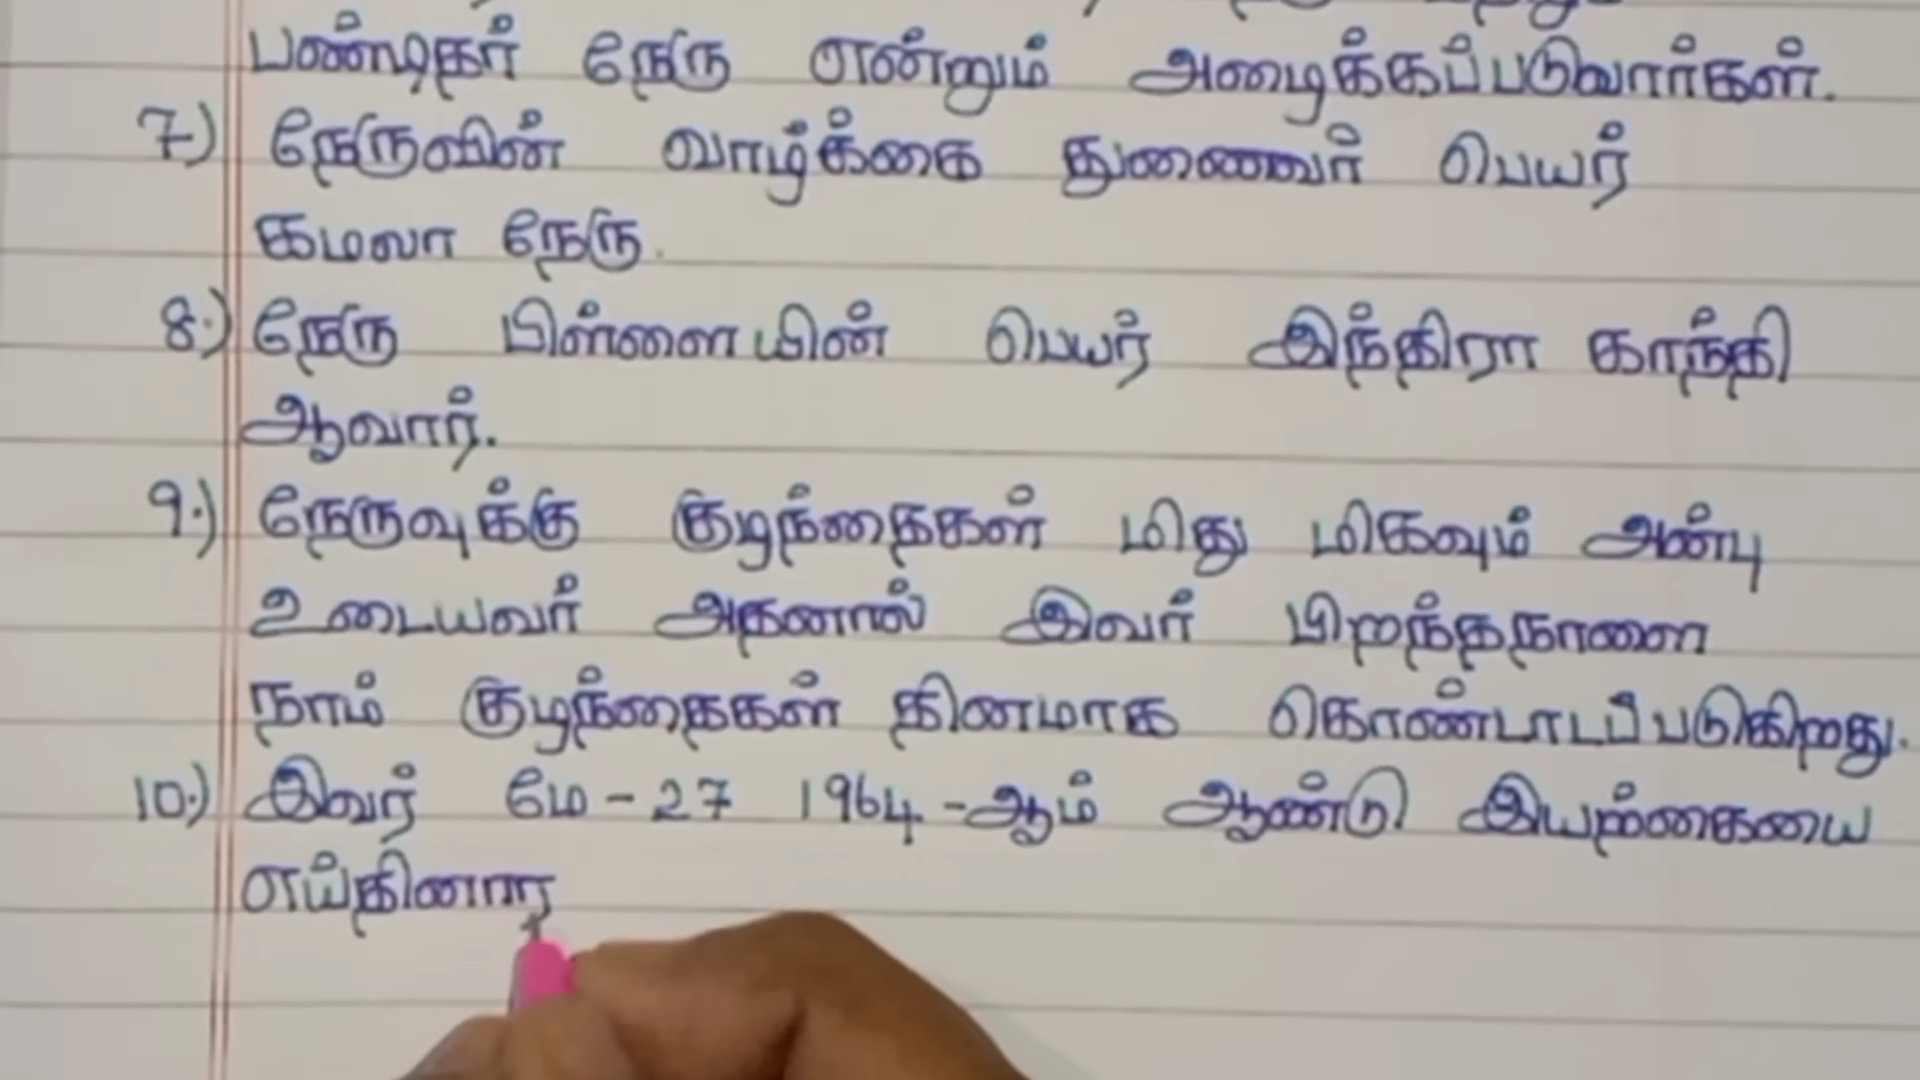 பண்டிதர் நேரு என்றும் அழைக்கப்படுவார்கள்.
7) நேருவின் வாழ்க்கை துணைவர் பெயர்
கமலா நேரு.
8.) நேரு பிள்ளையின் பெயர் இந்திரா காந்தி
ஆவார்.
9.) நேருவுக்கு குழந்தைகள் மிது மிகவும் அன்பு
உடையவர் அதனால் இவர் பிறந்தநாளை
நாம் குழந்தைகள் தினமாக கொண்டாடப்படுகிறது.
10.) இவர் மே - 27 1964 -ஆம் ஆண்டு இயற்கையை
எய்தினார